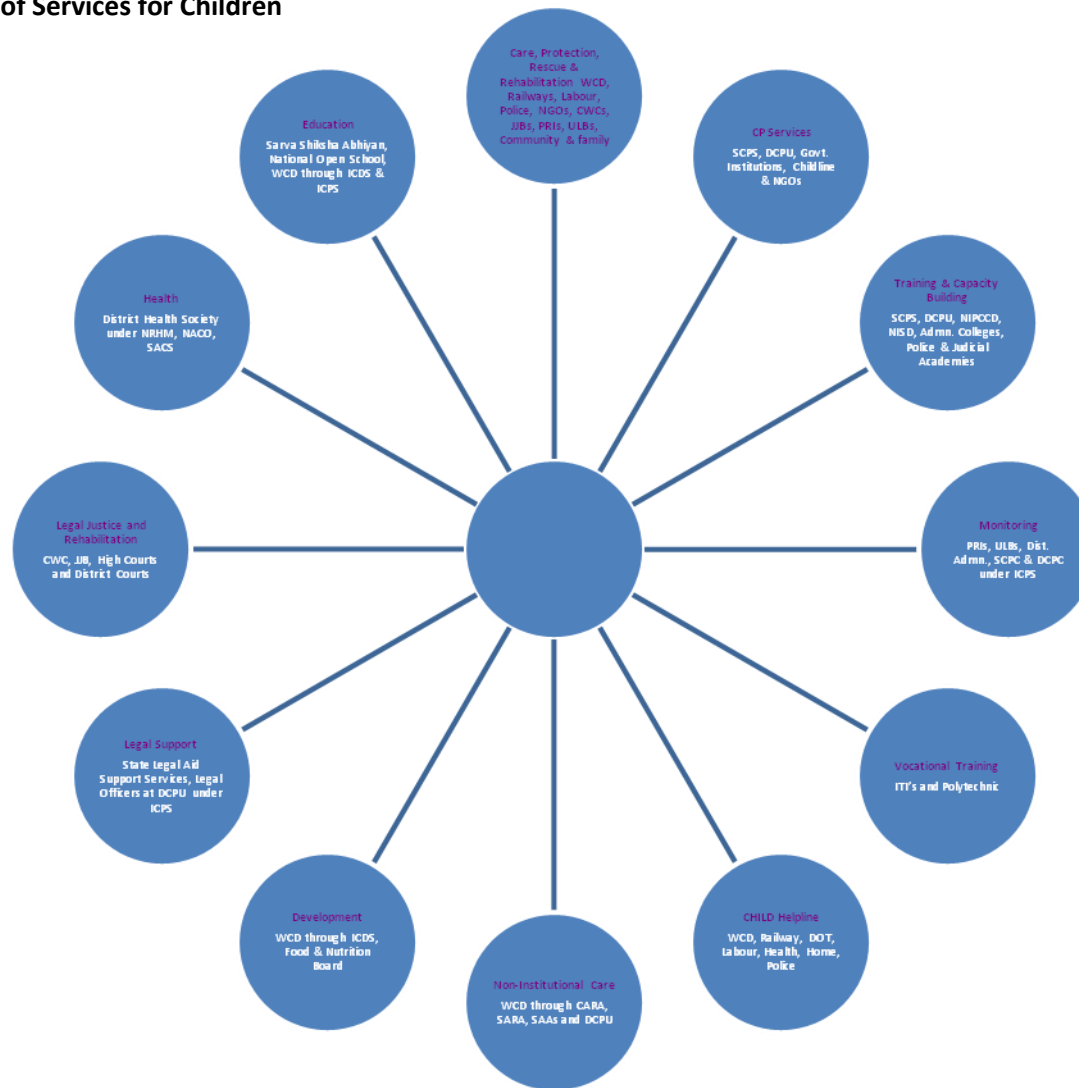 of Services for Children
Care, Protection,
Rescue &
Rehabilitation WCD,
Railways, Labour,
Police, NGOs, CWCs,
JJBs, PRIs, ULBs,
Community & family
CP Services
SCPS, DCPU, Govt.
Institutions, Childline
& NGOs
Training & Capacity
Building
SCPS, DCPU, NIPCCD,
NISD, Admn. Colleges,
Police & Judicial
Academies
Monitoring
PRIs, ULBs, Dist.
Admn., SCPC & DCPC
under ICPS
Vocational Training
ITI's and Polytechnic
CHILD Helpline
WCD, Railway, DOT,
Labour, Health, Home,
Police
Non-Institutional Care
WCD through CARA,
SARA, SAAs and DCPU
Development
WCD through ICDS,
Food & Nutrition
Board
Legal Support
State Legal Aid
Support Services, Legal
Officers at DCPU under
ICPS
Legal Justice and
Rehabilitation
CWC, JJB, High Courts
and District Courts
Health
District Health Society
under NRHM, NACO,
SACS
Education
Sarva Shiksha Abhiyan,
National Open School,
WCD through ICDS &
ICPS